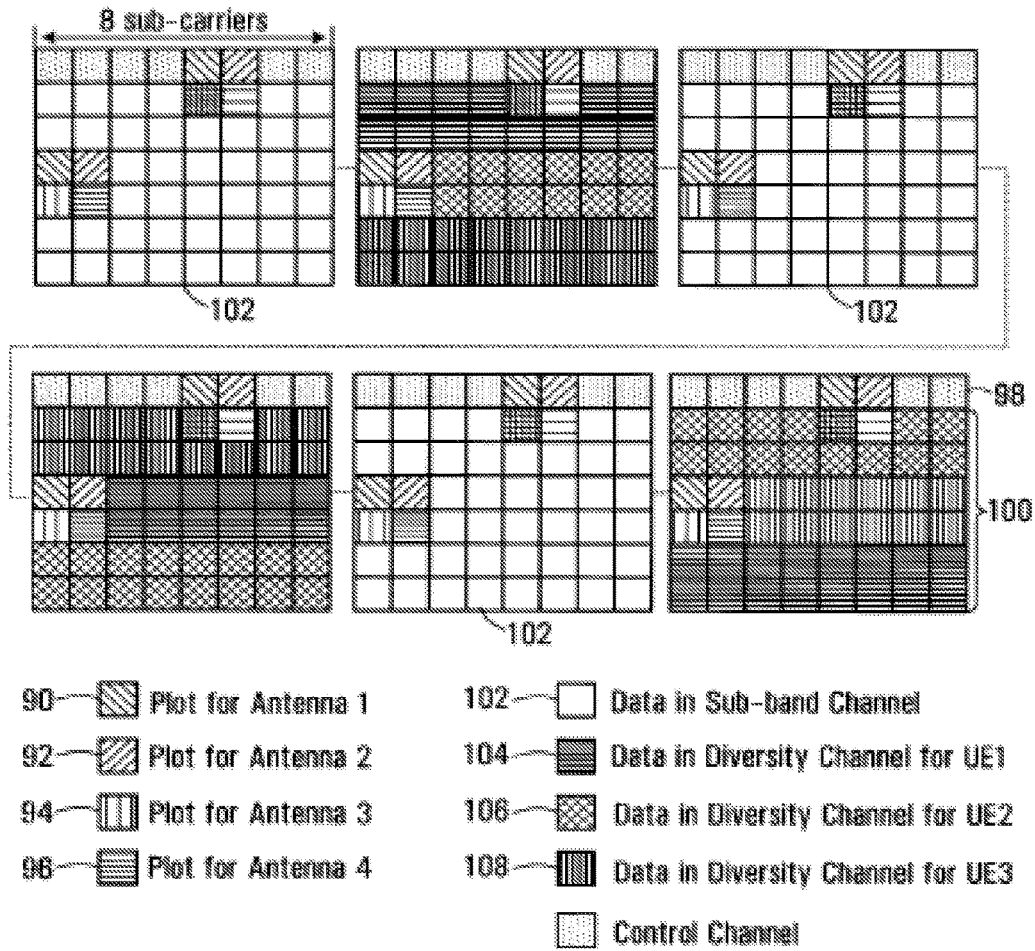 8 sub-carriers
102
102
98
100
102
90 Plot for Antenna 1
92 Plot for Antenna 2
94 Plot for Antenna 3
96 Plot for Antenna 4
102 Data in Sub-band Channel
104 Data in Diversity Channel for UE1
106 Data in Diversity Channel for UE2
108 Data in Diversity Channel for UE3
Control Channel